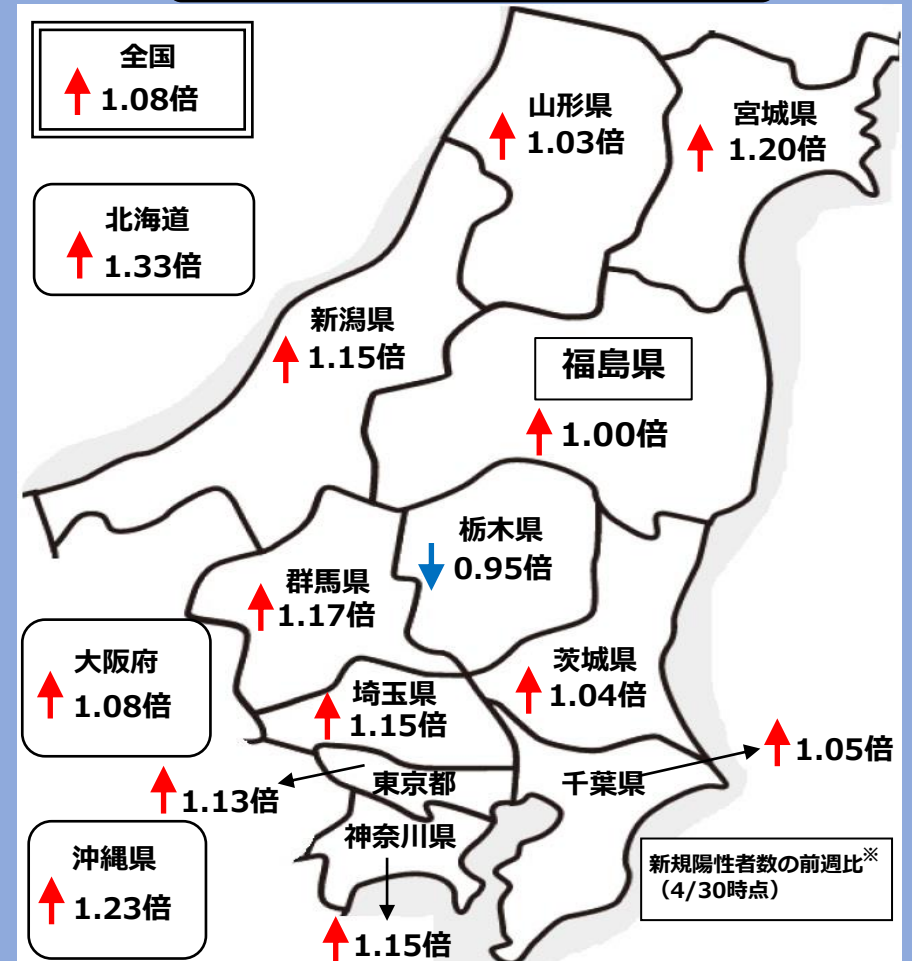 全国
1.08倍
山形県
1.03倍
宮城県
1.20倍
北海道
1.33倍
新潟県
1.15倍
福島県
1.00倍
栃木県
0.95倍
群馬県
1.17倍
大阪府
1.08倍
茨城県
1.04倍
埼玉県
1.15倍
1.05倍
千葉県
東京都
1.13倍
神奈川県
1.15倍
沖縄県
1.23倍
新規陽性者数の前週比※
（4/30時点）